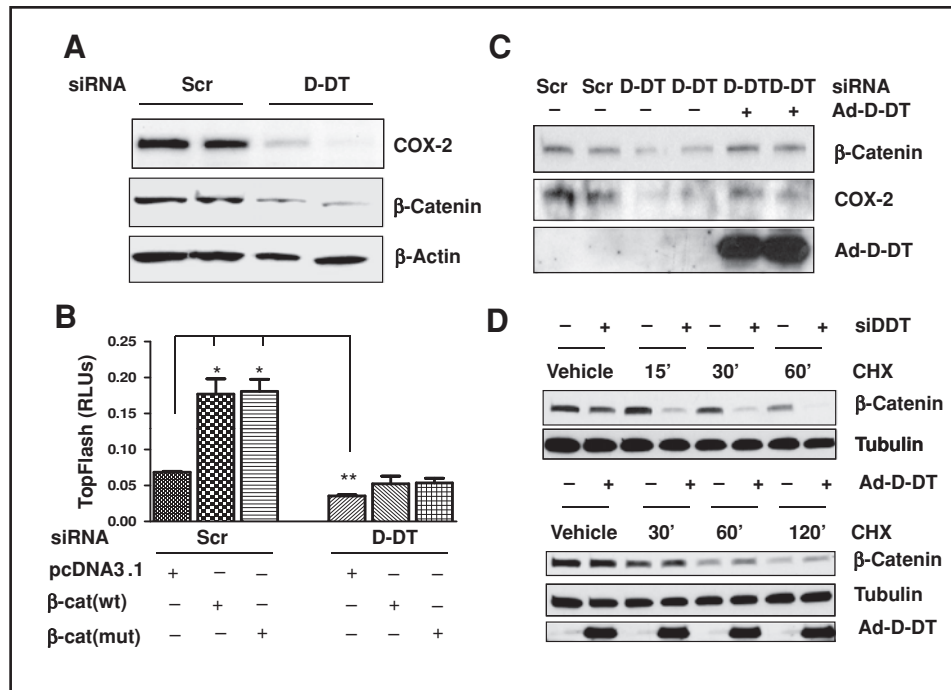 A
siRNA Scr D-DT
COX-2
β-Catenin
β-Actin
B
TopFlash (RLUs)
0.25
0.20
0.15
0.10
0.05
0.00
* * **
siRNA Scr D-DT
pcDNA3.1 + – – + – –
β-cat(wt) – + – – + –
β-cat(mut) – – + – – +
C
Scr Scr D-DT D-DT D-DT D-DT siRNA
– – – – + + Ad-D-DT
β-Catenin
COX-2
Ad-D-DT
D
– + – + – + – + siDDT
Vehicle 15' 30' 60' CHX
β-Catenin
Tubulin
– + – + – + – + Ad-D-DT
Vehicle 30' 60' 120' CHX
β-Catenin
Tubulin
Ad-D-DT